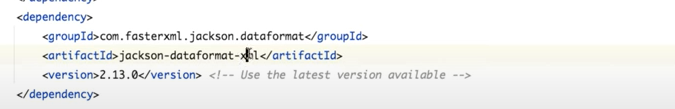 <dependency>
<groupId>com.fasterxml.jackson.dataformat</groupId>
<artifactId>jackson-dataformat-xml</artifactId>
<version>2.13.0</version> <!-- Use the latest version available -->
</dependency>